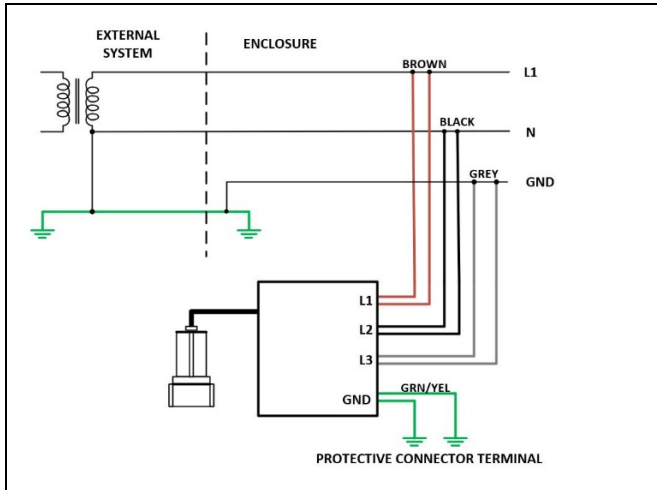 EXTERNAL
SYSTEM
ENCLOSURE
BROWN
L1
BLACK
N
GREY
GND
L1
L2
L3
GND
GRN/YEL
PROTECTIVE CONNECTOR TERMINAL